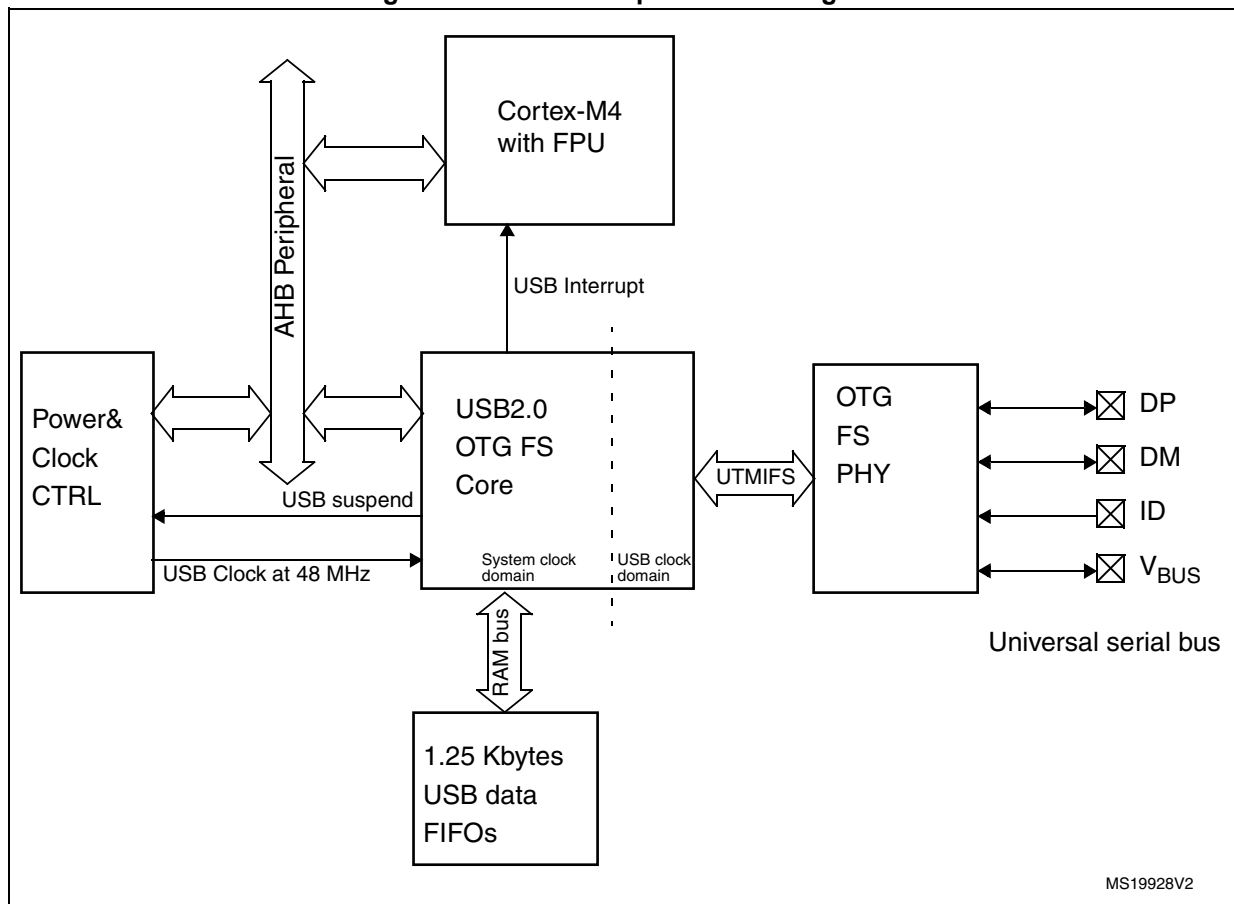 Cortex-M4
with FPU
AHB Peripheral
USB Interrupt
Power&
Clock
CTRL
USB2.0
OTG FS
Core
OTG
FS
PHY
DP
DM
ID
VBUS
UTMIFS
USB suspend
USB Clock at 48 MHz
System clock
domain
USB clock
domain
Universal serial bus
RAM bus
1.25 Kbytes
USB data
FIFOs
MS19928V2